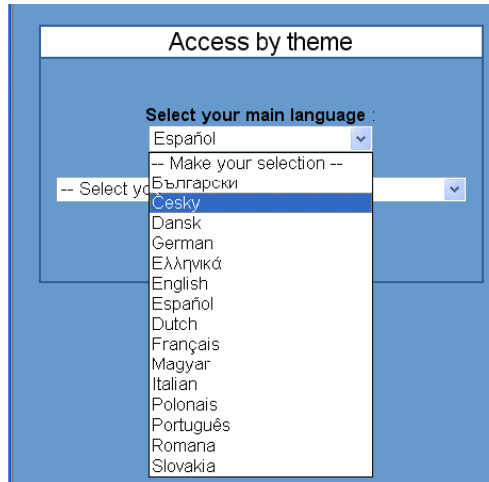 Access by theme
Select your main language :
Español
-- Make your selection --
-- Select
Български
Česky
Dansk
German
Ελληνικά
English
Español
Dutch
Français
Magyar
Italian
Polonais
Português
Romana
Slovakia